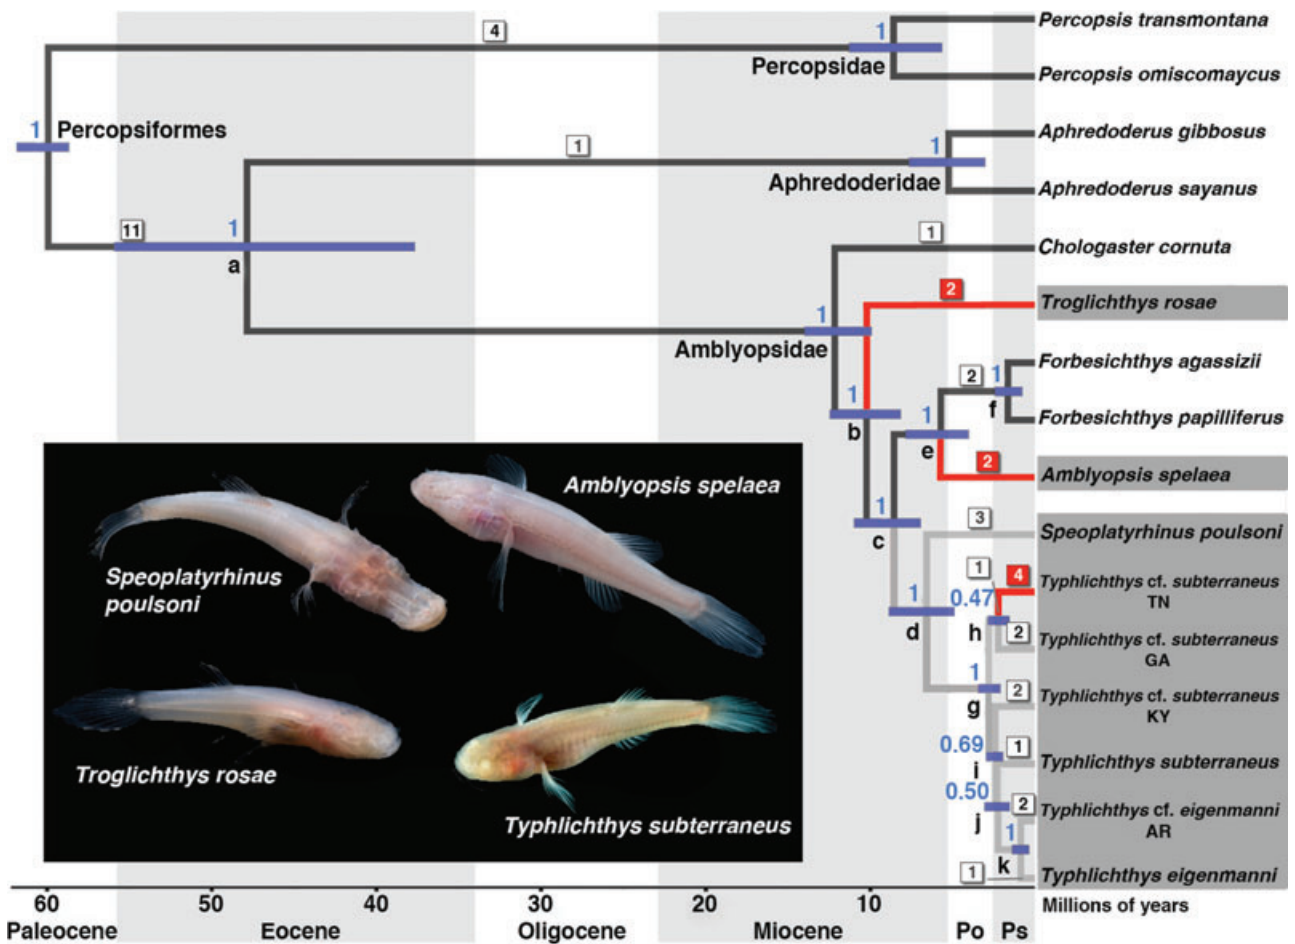 4
1
Percopsis transmontana
Percopsidae
Percopsis omiscomaycus
1
Percopsiformes
1
1
Aphredoderus gibbosus
Aphredoderidae
Aphredoderus sayanus
11
1
a
1
Chologaster cornuta
2
Troglichthys rosae
1
Amblyopsidae
2
1
Forbesichthys agassizii
f
1
b
1
e
Forbesichthys papilliferus
2
Amblyopsis spelaea
1
c
3
Speoplatyrhinus poulsoni
1
4
Typhlichthys cf. subterraneus
TN
1
d
0.47
h
2
Typhlichthys cf. subterraneus
GA
1
g
2
Typhlichthys cf. subterraneus
KY
0.69
i
1
Typhlichthys subterraneus
0.50
j
2
Typhlichthys cf. eigenmanni
AR
1
k
1
Typhlichthys eigenmanni
Amblyopsis spelaea
Speoplatyrhinus
poulsoni
Troglichthys rosae
Typhlichthys subterraneus
60 50 40 30 20 10 Millions of years
Paleocene Eocene Oligocene Miocene Po Ps